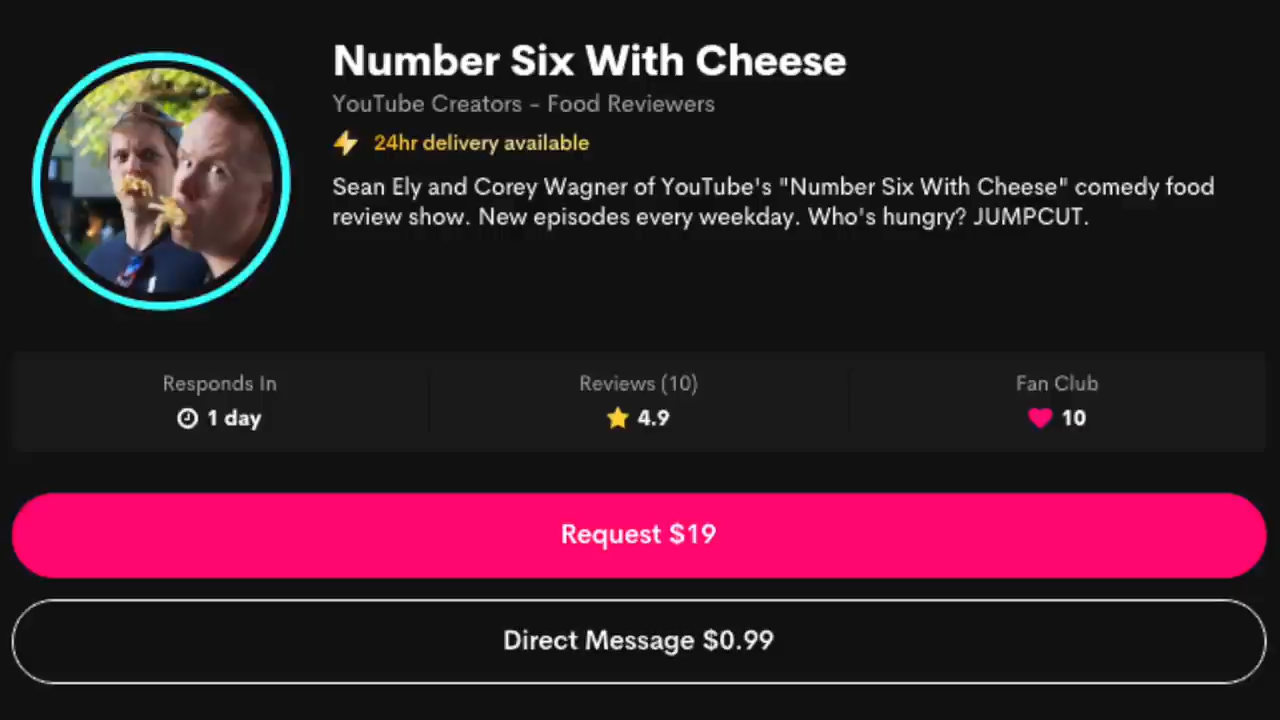 Number Six With Cheese
YouTube Creators - Food Reviewers
24hr delivery available
Sean Ely and Corey Wagner of YouTube's "Number Six With Cheese" comedy food
review show. New episodes every weekday. Who's hungry? JUMPCUT.
Responds In
1 day
Reviews (10)
4.9
Fan Club
10
Request $19
Direct Message $0.99